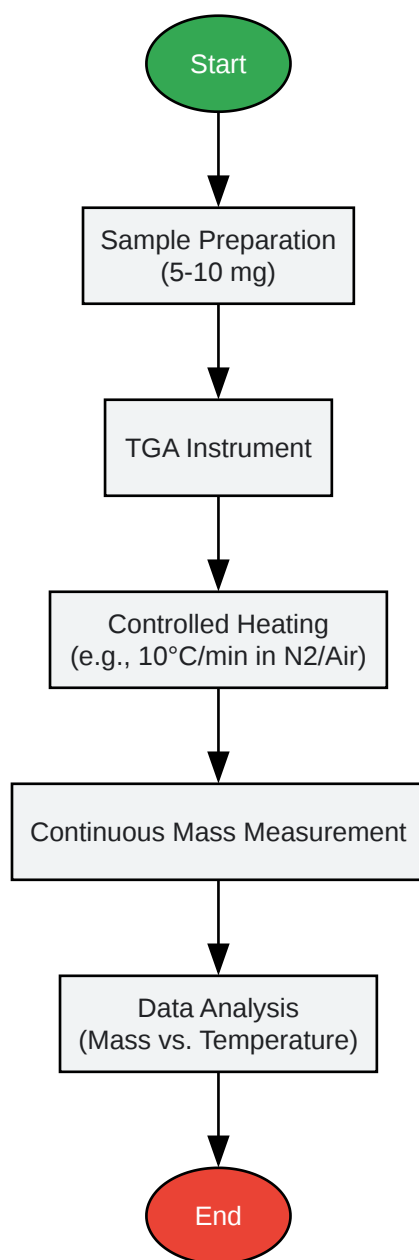 Start
Sample Preparation
(5-10 mg)
TGA Instrument
Controlled Heating
(e.g., 10°C/min in N2/Air)
Continuous Mass Measurement
Data Analysis
(Mass vs. Temperature)
End